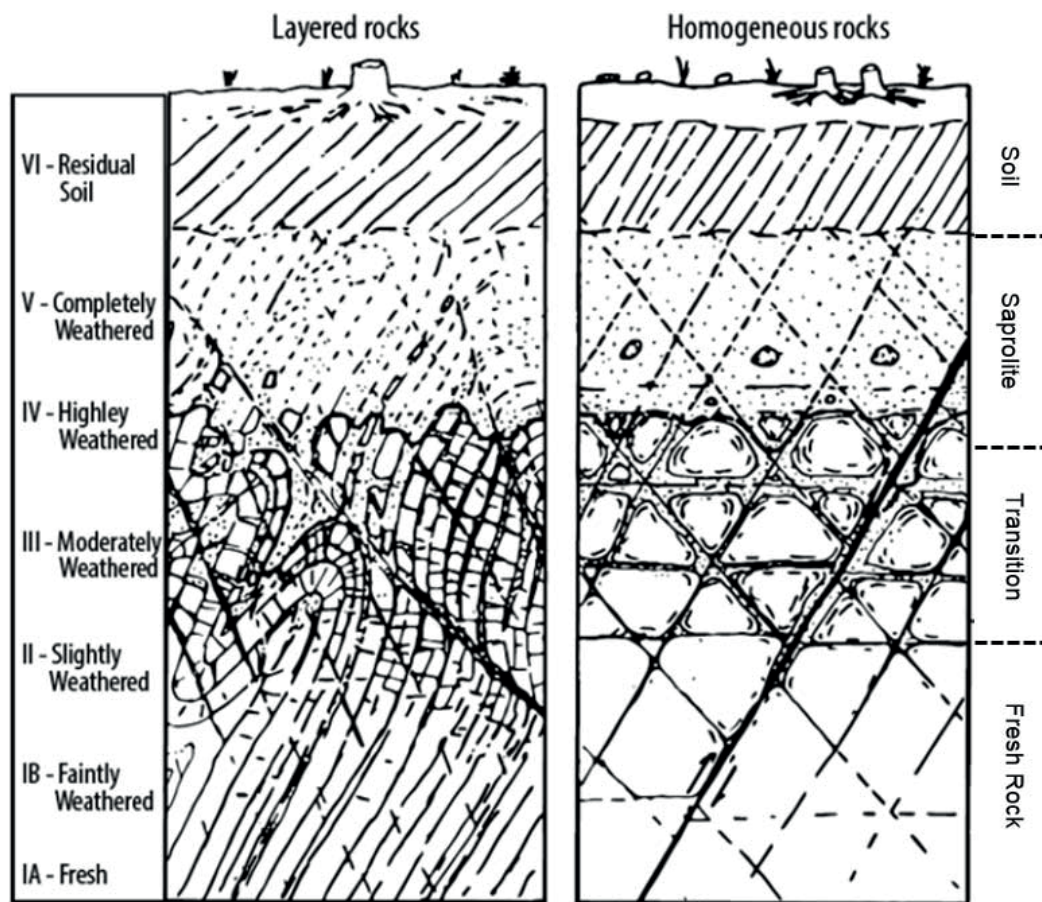 Layered rocks
Homogeneous rocks
VI - Residual
Soil
V - Completely
Weathered
IV - Highley
Weathered
III - Moderately
Weathered
II - Slightly
Weathered
IB - Faintly
Weathered
IA - Fresh
Soil
Saprolite
Transition
Fresh Rock